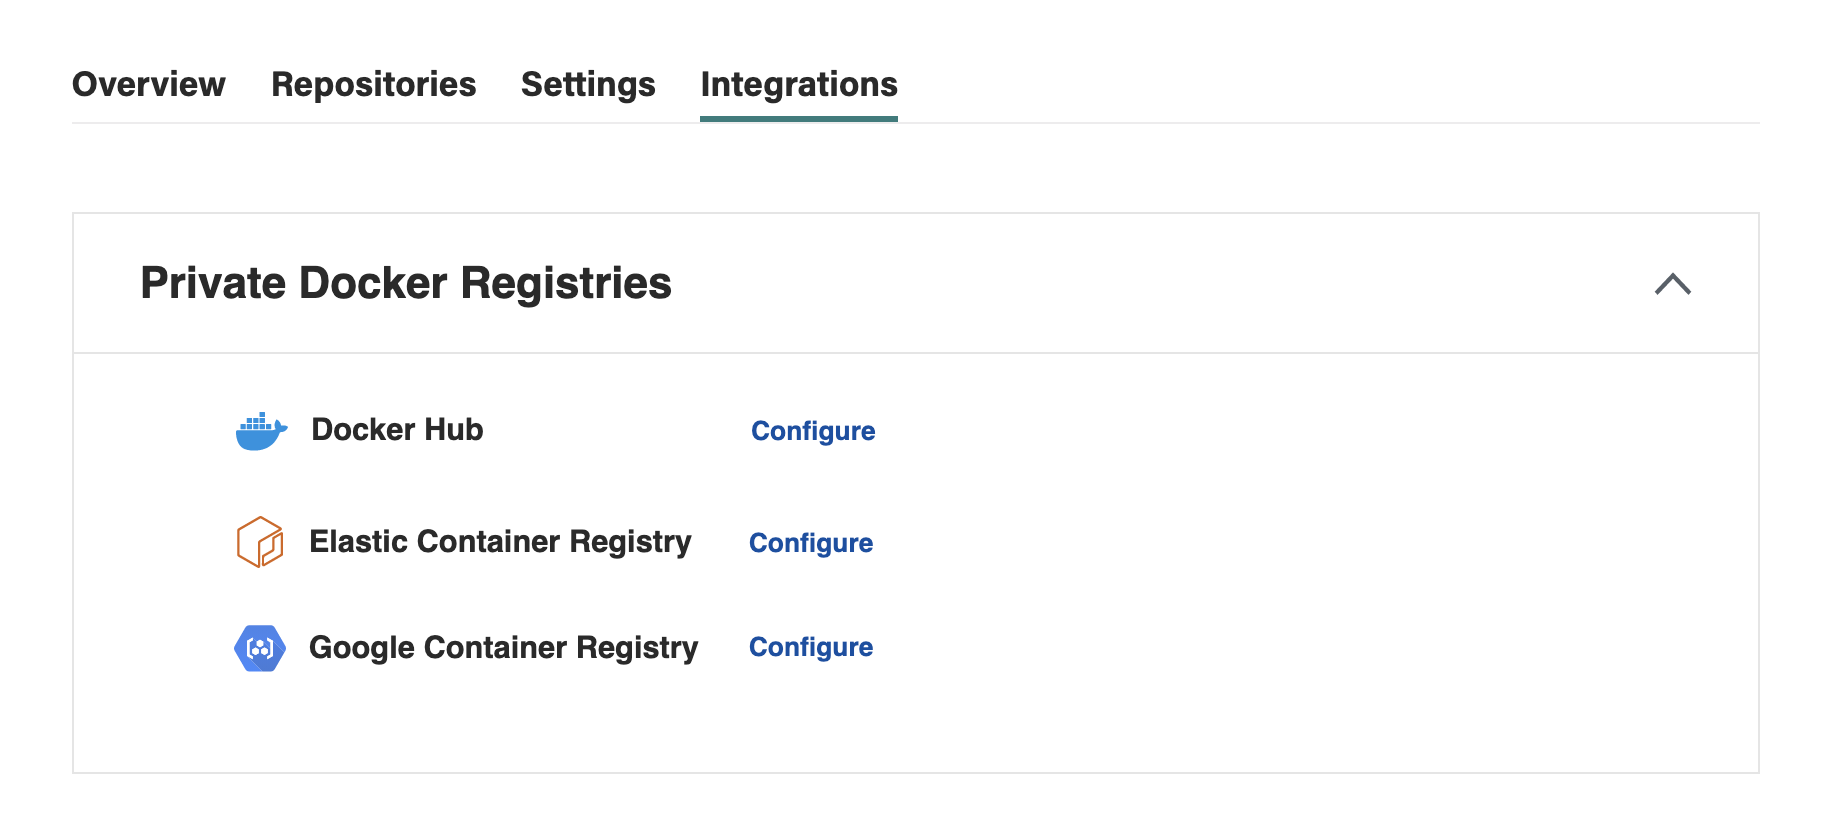 Overview Repositories Settings Integrations
Private Docker Registries
Docker Hub Configure
Elastic Container Registry Configure
Google Container Registry Configure